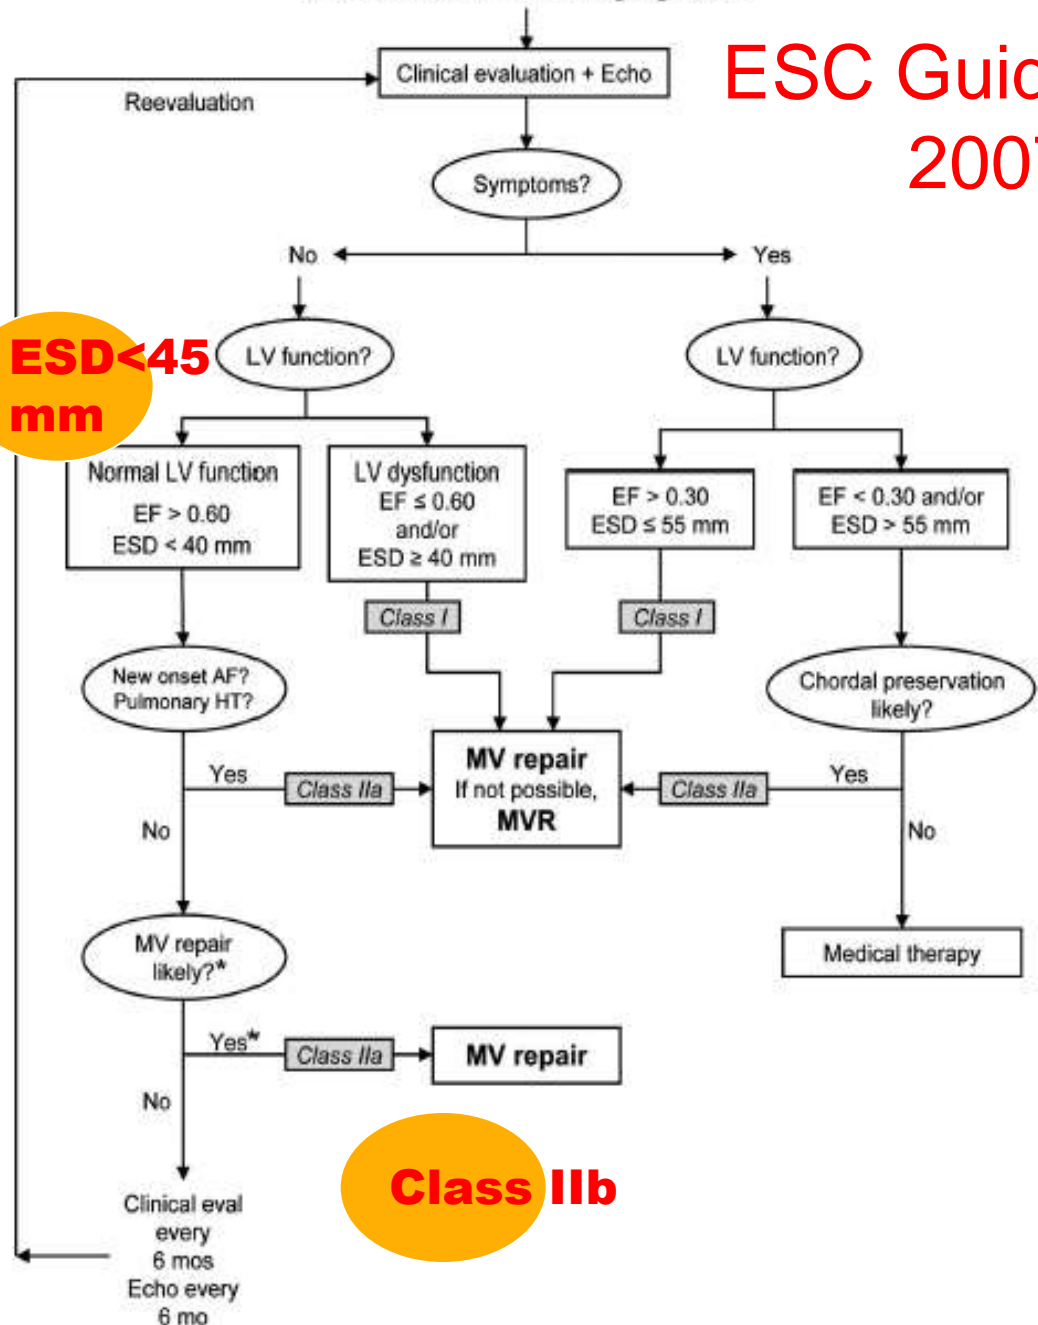 Clinical evaluation + Echo
ESC Guid
2007
Reevaluation
Symptoms?
No
Yes
ESD<45
mm
LV function?
LV function?
Normal LV function
EF > 0.60
ESD < 40 mm
LV dysfunction
EF ≤ 0.60
and/or
ESD ≥ 40 mm
EF > 0.30
ESD ≤ 55 mm
EF < 0.30 and/or
ESD > 55 mm
Class I
Class I
New onset AF?
Pulmonary HT?
Chordal preservation
likely?
MV repair
If not possible,
MVR
Yes
Class IIa
Class IIa
Yes
No
No
MV repair
likely?*
Medical therapy
Yes*
Class IIa
MV repair
No
Class IIb
Clinical eval
every
6 mos
Echo every
6 mo